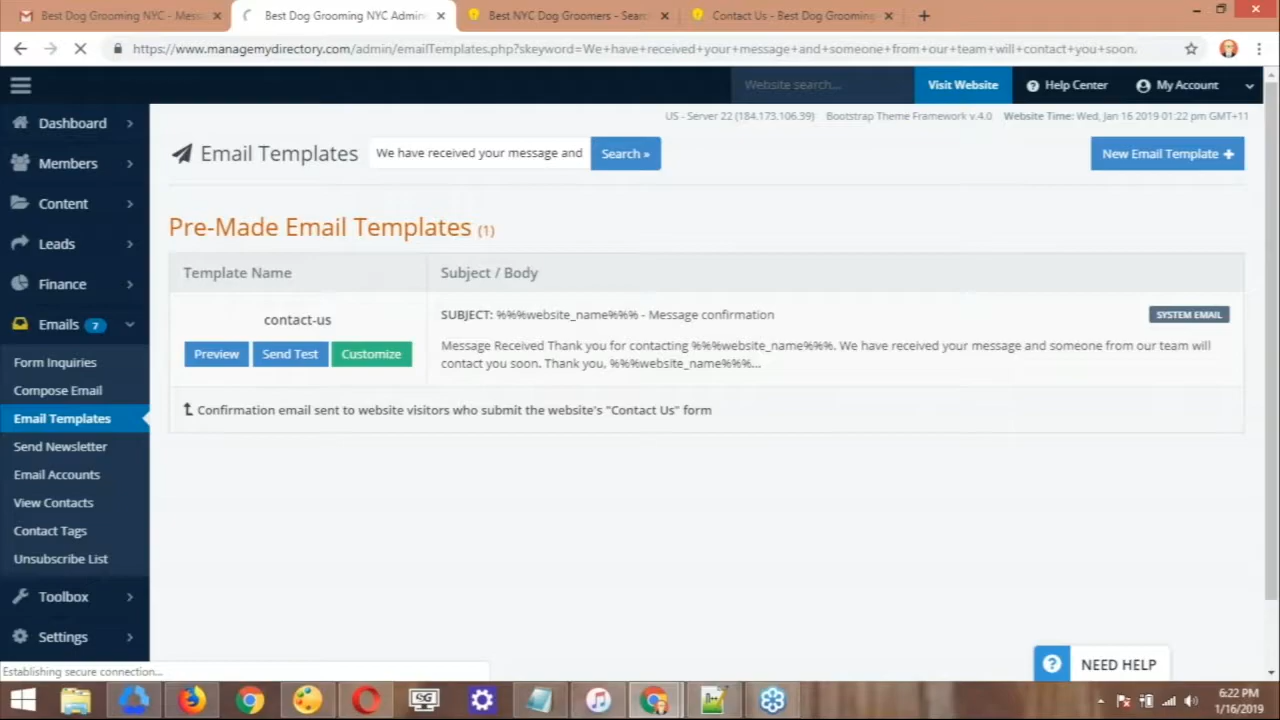 Best Dog Grooming NYC - Mess
Best Dog Grooming NYC Admin
Best NYC Dog Groomers - Sear
Contact Us - Best Dog Grooming
https://www.managemydirectory.com/admin/emailTemplates.php?skeyword=We+have+received+your+message+and+someone+from+our+team+will+contact+you+soon.
Website search...
Visit Website
Help Center
My Account
US - Server 22 (184.173.106.39) Bootstrap Theme Framework v.4.0 Website Time: Wed, Jan 16 2019 01:22 pm GMT+11
Dashboard
Members
Content
Leads
Finance
Emails 7
Form Inquiries
Compose Email
Email Templates
Send Newsletter
Email Accounts
View Contacts
Contact Tags
Unsubscribe List
Toolbox
Settings
Email Templates
We have received your message and
Search »
New Email Template +
Pre-Made Email Templates (1)
Template Name
Subject / Body
contact-us
Preview
Send Test
Customize
SUBJECT: %%%website_name%%% - Message confirmation
SYSTEM EMAIL
Message Received Thank you for contacting %%%website_name%%%. We have received your message and someone from our team will
contact you soon. Thank you, %%%website_name%%%...
Confirmation email sent to website visitors who submit the website's "Contact Us" form
NEED HELP
Establishing secure connection...
SG
6:22 PM
1/16/2019